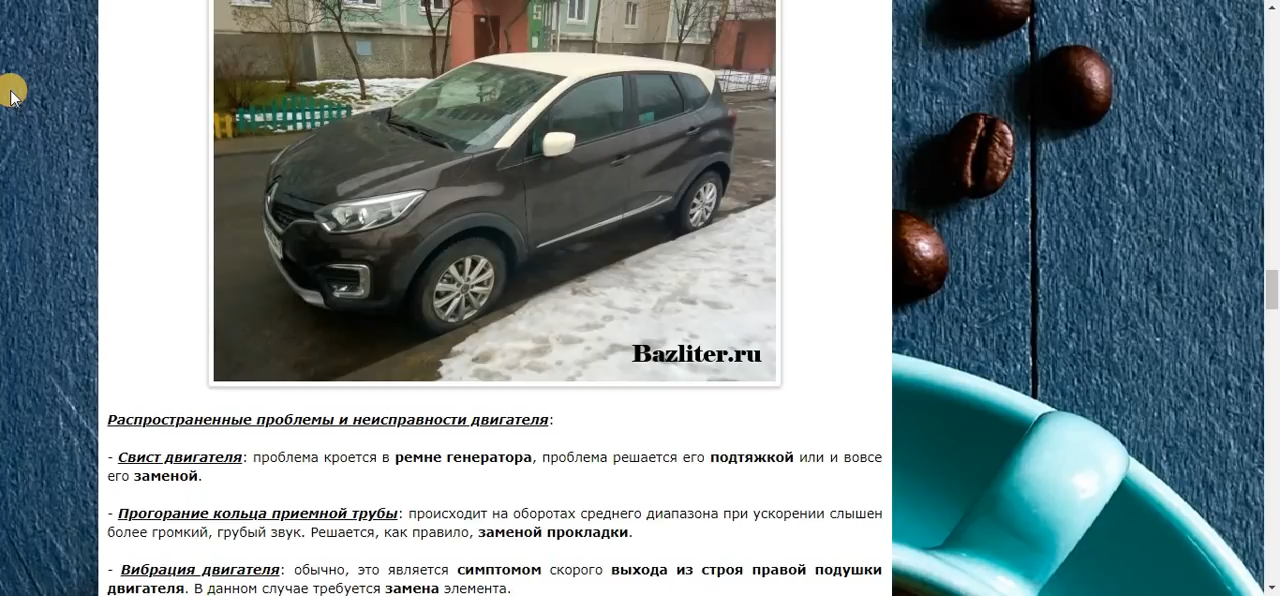 Bazliter.ru
Распространенные проблемы и неисправности двигателя:
- Свист двигателя: проблема кроется в ремне генератора, проблема решается его подтяжкой или и вовсе
его заменой.
- Прогорание кольца приемной трубы: происходит на оборотах среднего диапазона при ускорении слышен
более громкий, грубый звук. Решается, как правило, заменой прокладки.
- Вибрация двигателя: обычно, это является симптомом скорого выхода из строя правой подушки
двигателя. В данном случае требуется замена элемента.